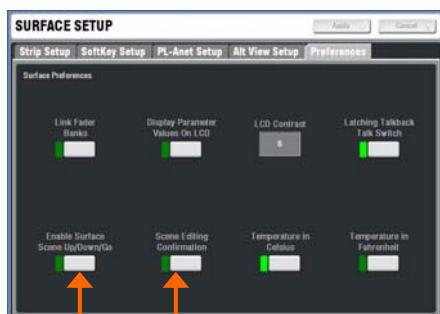 SURFACE SETUP
Apply
Cancel
Strip Setup
SoftKey Setup
PL-Anet Setup
Alt View Setup
Preferences
Surface Preferences
Link Fader
Banks
Display Parameter
Values On LCD
LCD Contrast
6
Latching Talkback
Talk Switch
Enable Surface
Scene Up/Down/Go
Scene Editing
Confirmation
Temperature in
Celsius
Temperature in
Fahrenheit